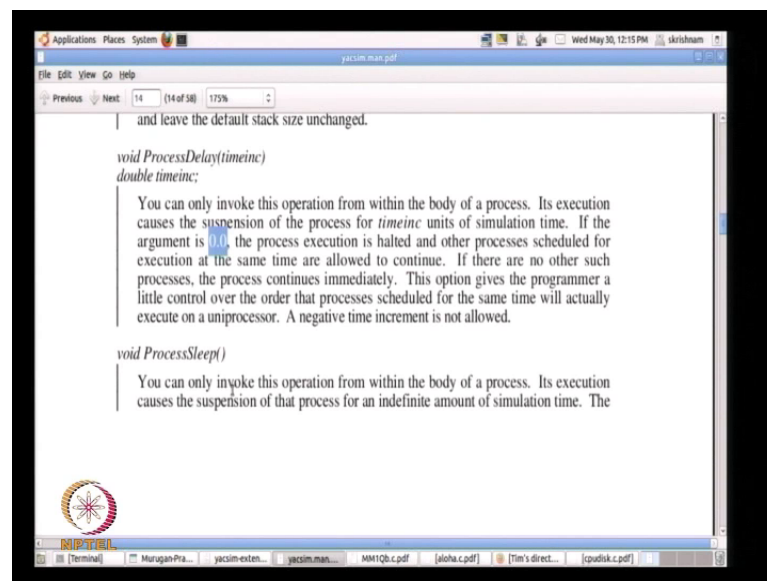 Applications Places System
Wed May 30, 12:15 PM skrishnam
yacsim.man.pdf
File Edit View Go Help
Previous Next 14 (14 of 58) 175%
and leave the default stack size unchanged.
void ProcessDelay(timeinc)
double timeinc;
You can only invoke this operation from within the body of a process. Its execution
causes the suspension of the process for timeinc units of simulation time. If the
argument is 0.0, the process execution is halted and other processes scheduled for
execution at the same time are allowed to continue. If there are no other such
processes, the process continues immediately. This option gives the programmer a
little control over the order that processes scheduled for the same time will actually
execute on a uniprocessor. A negative time increment is not allowed.
void ProcessSleep()
You can only invoke this operation from within the body of a process. Its execution
causes the suspension of that process for an indefinite amount of simulation time. The
NPTEL
[Terminal] Murugan-Pra... yacsim-exten... yacsim.man.... MM1Qb.c.pdf [aloha.c.pdf] [Tim's direct... [cpudisk.c.pdf]